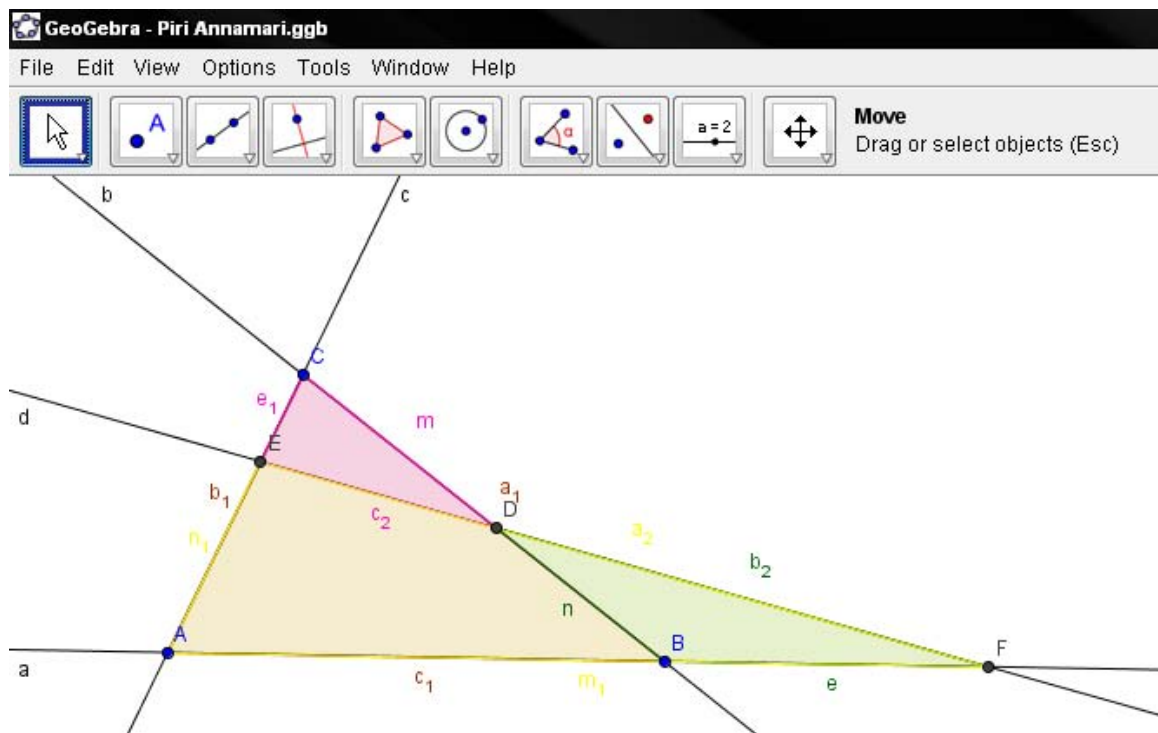 GeoGebra - Piri Annamari.ggb
File Edit View Options Tools Window Help
A
α
a = 2
Move
Drag or select objects (Esc)
b
c
C
e₁
m
d
E
b₁
a₁
D
c₂
n₁
a₂
b₂
n
A
B
F
a
c₁
m₁
e